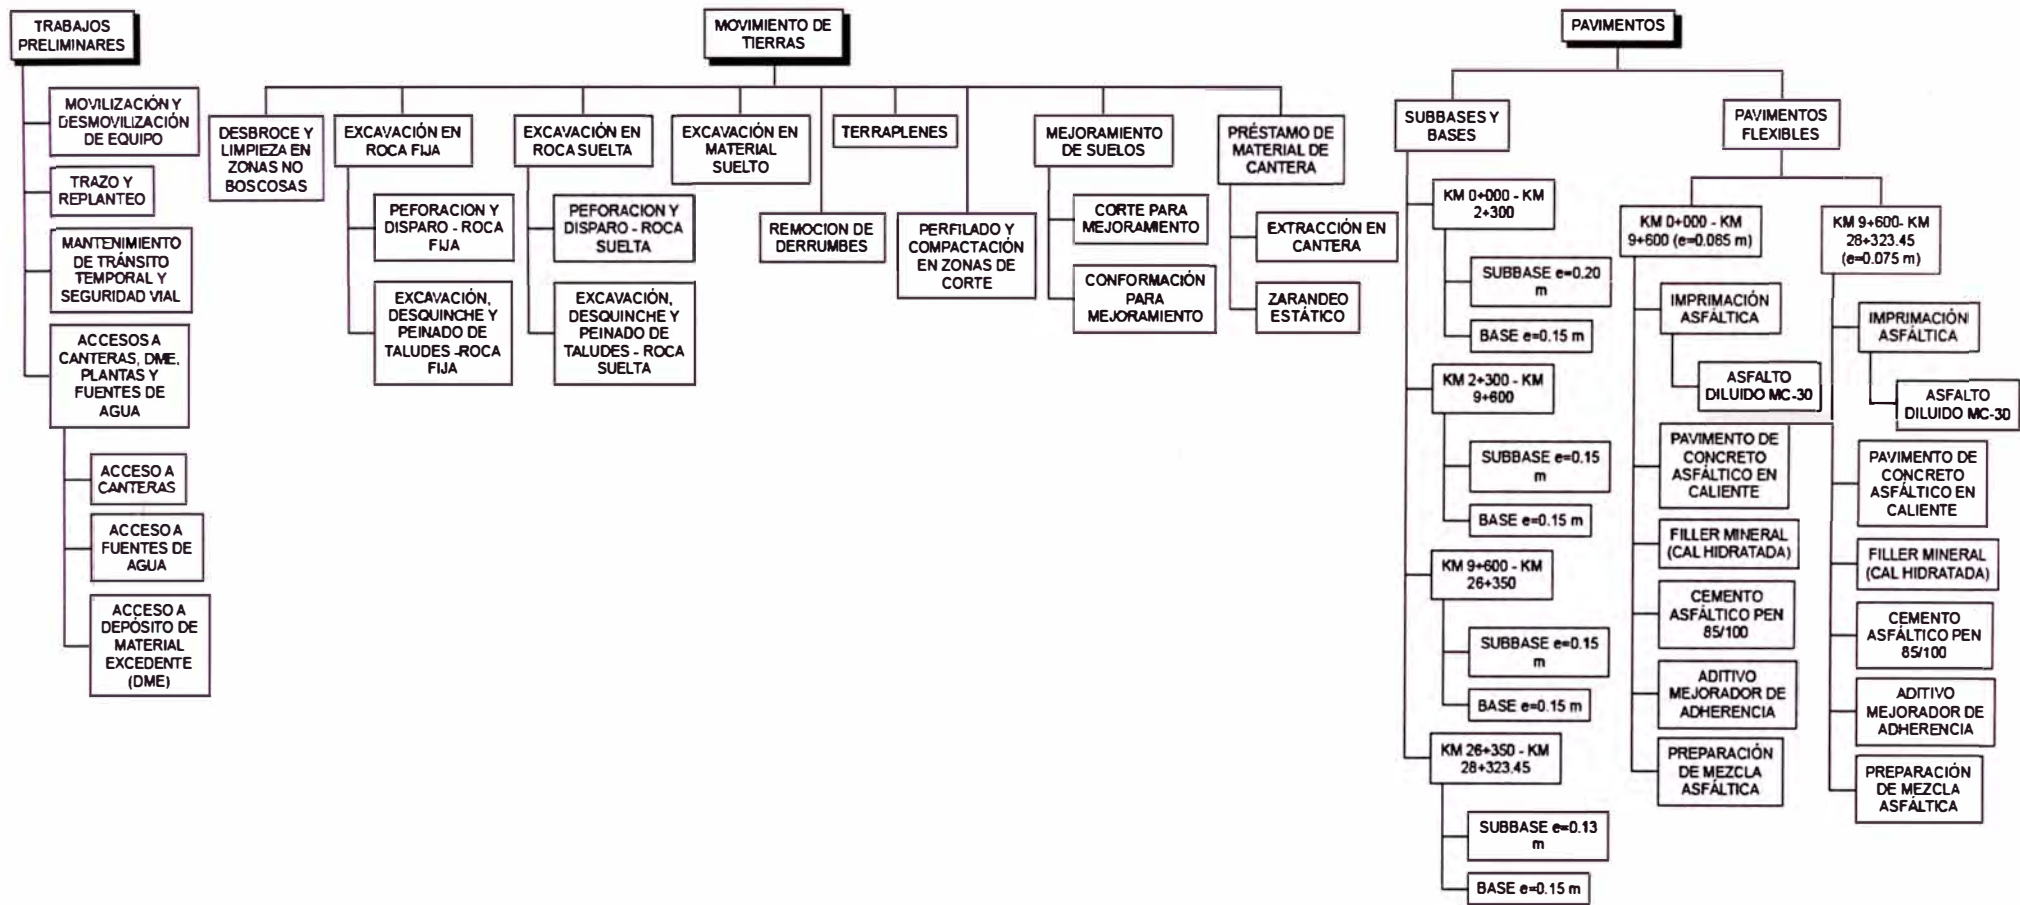 TRABAJOS
PRELIMINARES
MOVILIZACIÓN Y
DESMOVILIZACIÓN
DE EQUIPO
TRAZO Y
REPLANTEO
MANTENIMIENTO
DE TRÁNSITO
TEMPORAL Y
SEGURIDAD VIAL
ACCESOS A
CANTERAS, DME,
PLANTAS Y
FUENTES DE
AGUA
ACCESO A
CANTERAS
ACCESO A
FUENTES DE
AGUA
ACCESO A
DEPÓSITO DE
MATERIAL
EXCEDENTE
(DME)
MOVIMIENTO DE
TIERRAS
DESBROCE Y
LIMPIEZA EN
ZONAS NO
BOSCOSAS
EXCAVACIÓN EN
ROCA FIJA
PEFORACION Y
DISPARO - ROCA
FIJA
EXCAVACIÓN,
DESQUINCHE Y
PEINADO DE
TALUDES -ROCA
FIJA
EXCAVACIÓN EN
ROCA SUELTA
PEFORACION Y
DISPARO - ROCA
SUELTA
EXCAVACIÓN,
DESQUINCHE Y
PEINADO DE
TALUDES - ROCA
SUELTA
EXCAVACIÓN EN
MATERIAL
SUELTO
REMOCION DE
DERRUMBES
TERRAPLENES
PERFILADO Y
COMPACTACIÓN
EN ZONAS DE
CORTE
MEJORAMIENTO
DE SUELOS
CORTE PARA
MEJORAMIENTO
CONFORMACIÓN
PARA
MEJORAMIENTO
PRÉSTAMO DE
MATERIAL DE
CANTERA
EXTRACCIÓN EN
CANTERA
ZARANDEO
ESTÁTICO
PAVIMENTOS
SUBBASES Y
BASES
KM 0+000 - KM
2+300
SUBBASE e=0.20
m
BASE e=0.15 m
KM 2+300 - KM
9+600
SUBBASE e=0.15
m
BASE e=0.15 m
KM 9+600 - KM
26+350
SUBBASE e=0.15
m
BASE e=0.15 m
KM 26+350 - KM
28+323.45
SUBBASE e=0.13
m
BASE e=0.15 m
PAVIMENTOS
FLEXIBLES
KM 0+000 - KM
9+600 (e=0.085 m)
IMPRIMACIÓN
ASFÁLTICA
ASFALTO
DILUIDO MC-30
PAVIMENTO DE
CONCRETO
ASFÁLTICO EN
CALIENTE
FILLER MINERAL
(CAL HIDRATADA)
CEMENTO
ASFÁLTICO PEN
85/100
ADITIVO
MEJORADOR DE
ADHERENCIA
PREPARACIÓN
DE MEZCLA
ASFÁLTICA
KM 9+600- KM
28+323.45
(e=0.075 m)
IMPRIMACIÓN
ASFÁLTICA
ASFALTO
DILUIDO MC-30
PAVIMENTO DE
CONCRETO
ASFÁLTICO EN
CALIENTE
FILLER MINERAL
(CAL HIDRATADA)
CEMENTO
ASFÁLTICO PEN
85/100
ADITIVO
MEJORADOR DE
ADHERENCIA
PREPARACIÓN
DE MEZCLA
ASFÁLTICA